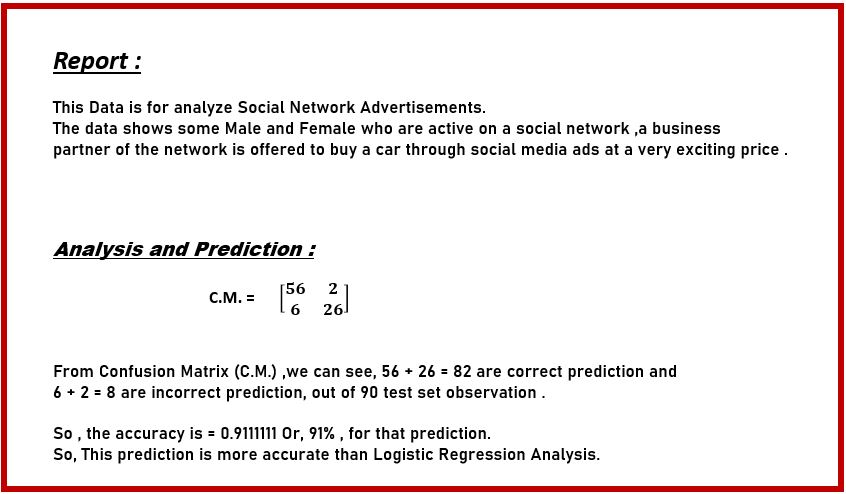 Report :
This Data is for analyze Social Network Advertisements.
The data shows some Male and Female who are active on a social network ,a business
partner of the network is offered to buy a car through social media ads at a very exciting price .
Analysis and Prediction :
C.M. = [56 2
6 26]
From Confusion Matrix (C.M.) ,we can see, 56 + 26 = 82 are correct prediction and
6 + 2 = 8 are incorrect prediction, out of 90 test set observation .
So , the accuracy is = 0.9111111 Or, 91% , for that prediction.
So, This prediction is more accurate than Logistic Regression Analysis.